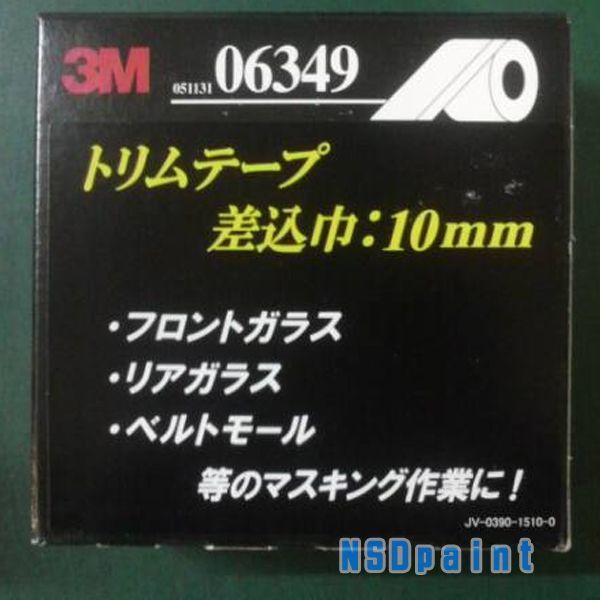 3M 051131 06349
トリムテープ
差込巾:10mm
・フロントガラス
・リアガラス
・ベルトモール
等のマスキング作業に!
JV-0390-1510-0
NSDpaint